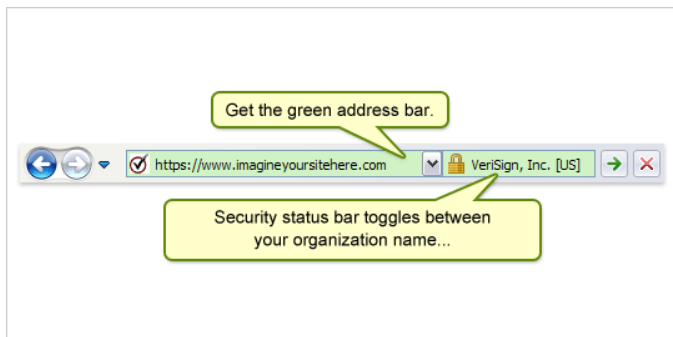 Get the green address bar.
https://www.imagineyoursitehere.com
VeriSign, Inc. [US]
Security status bar toggles between
your organization name...